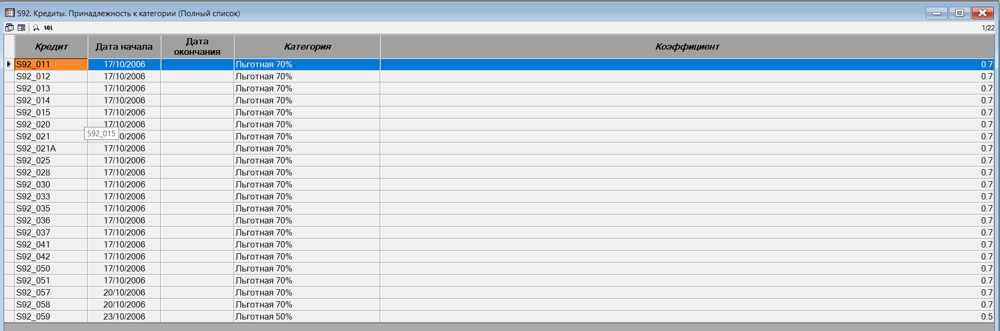 S92. Кредиты. Принадлежность к категории (Полный список)
SQL 1/22
Кредит Дата начала Дата окончания Категория Коэффициент
S92_011 17/10/2006 Льготная 70% 0.7
S92_012 17/10/2006 Льготная 70% 0.7
S92_013 17/10/2006 Льготная 70% 0.7
S92_014 17/10/2006 Льготная 70% 0.7
S92_015 17/10/2006 Льготная 70% 0.7
S92_020 17/10/2006 Льготная 70% 0.7
S92_015
S92_021 0/2006 Льготная 70% 0.7
S92_021A 17/10/2006 Льготная 70% 0.7
S92_025 17/10/2006 Льготная 70% 0.7
S92_028 17/10/2006 Льготная 70% 0.7
S92_030 17/10/2006 Льготная 70% 0.7
S92_033 17/10/2006 Льготная 70% 0.7
S92_035 17/10/2006 Льготная 70% 0.7
S92_036 17/10/2006 Льготная 70% 0.7
S92_037 17/10/2006 Льготная 70% 0.7
S92_041 17/10/2006 Льготная 70% 0.7
S92_042 17/10/2006 Льготная 70% 0.7
S92_050 17/10/2006 Льготная 70% 0.7
S92_051 17/10/2006 Льготная 70% 0.7
S92_057 20/10/2006 Льготная 70% 0.7
S92_058 20/10/2006 Льготная 70% 0.7
S92_059 23/10/2006 Льготная 50% 0.5